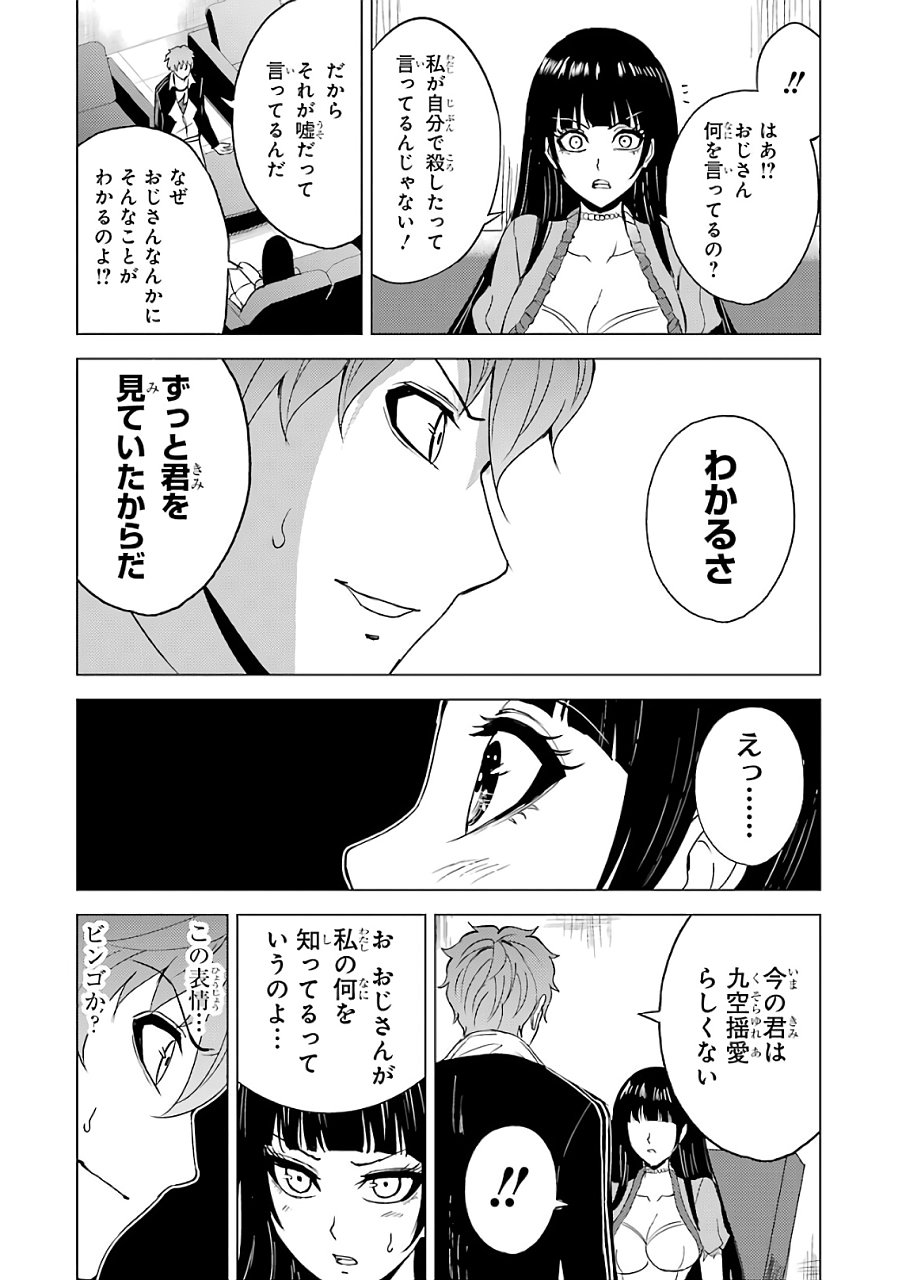 !!
はあ!?
おじさん
何を言ってるの?
私が自分で殺したって
言ってるんじゃない!
だから
それが嘘だって
言ってるんだ
なぜ
おじさんなんかに
そんなことが
わかるのよ!?
わかるさ
ずっと君を
見ていたからだ
えっ……
今の君は
九空揺愛
らしくない
!!
お おじさんが
私の何を
知ってるって
いうのよ…
この表情…
ビンゴか?